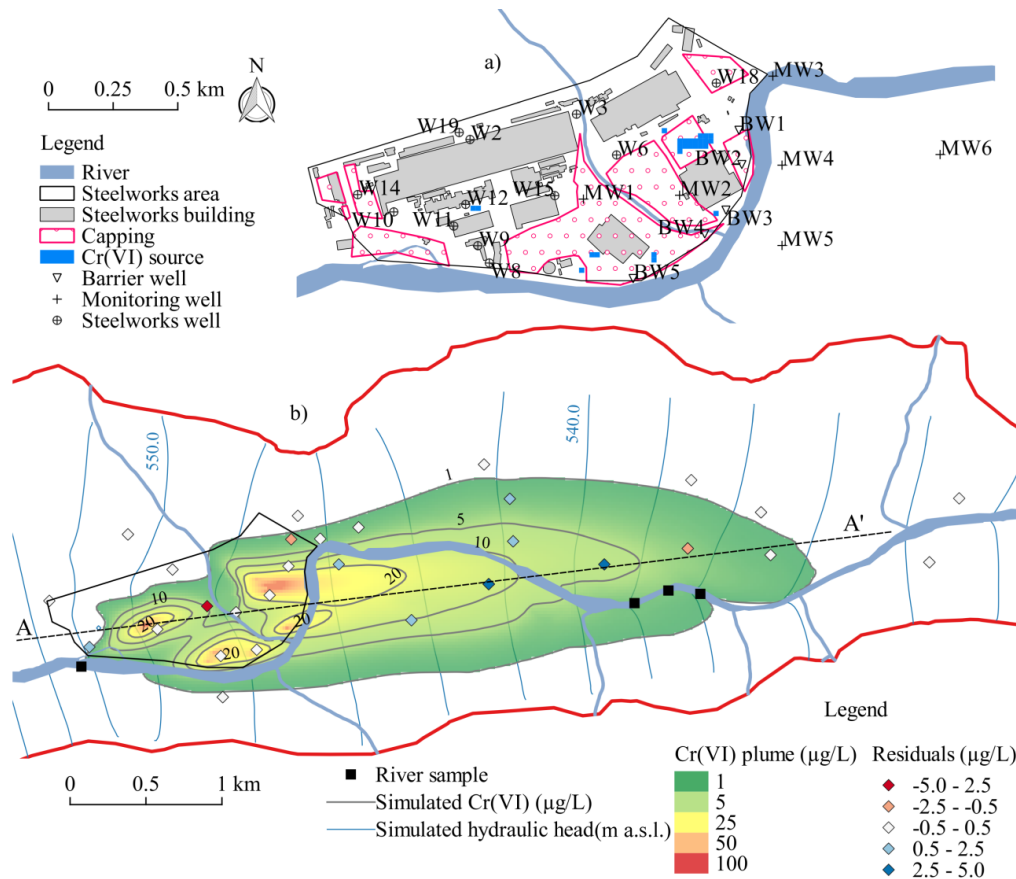 a)
N
0 0.25 0.5 km
Legend
River
Steelworks area
Steelworks building
Capping
Cr(VI) source
Barrier well
Monitoring well
Steelworks well
W18
MW3
W3
W19
W2
BW1
W6
BW2
MW4
MW6
W14
W12
W15
MW1
MW2
W10
W11
BW3
BW4
W9
MW5
W8
BW5
b)
550.0
540.0
1
5
10
20
A'
10
20
20
20
A
0 0.5 1 km
River sample
Simulated Cr(VI) (µg/L)
Simulated hydraulic head(m a.s.l.)
Legend
Cr(VI) plume (µg/L)
1
5
25
50
100
Residuals (µg/L)
-5.0 - 2.5
-2.5 - -0.5
-0.5 - 0.5
0.5 - 2.5
2.5 - 5.0